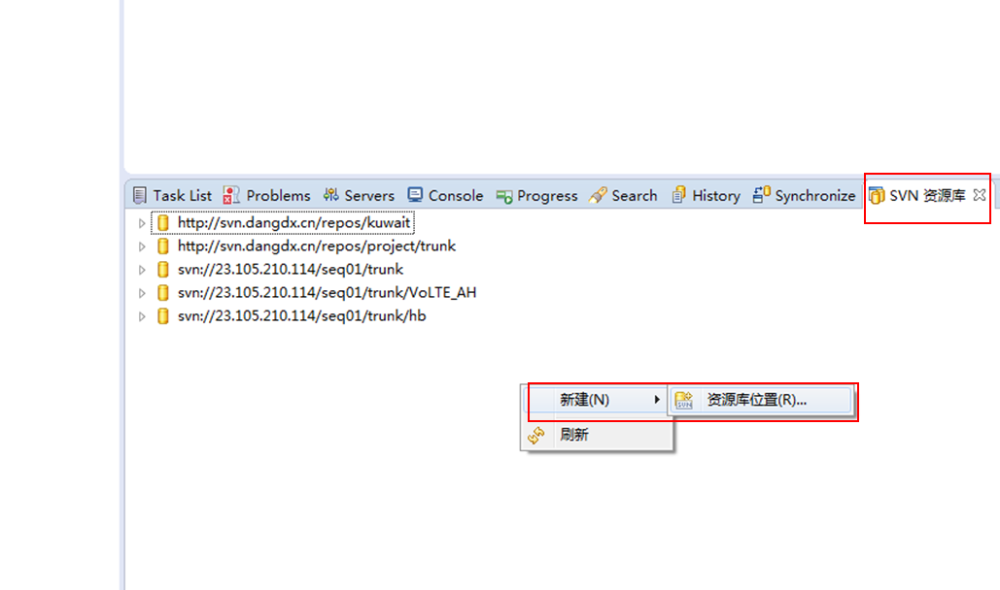 Task List Problems Servers Console Progress Search History Synchronize SVN 资源库
http://svn.dangdx.cn/repos/kuwait
http://svn.dangdx.cn/repos/project/trunk
svn://23.105.210.114/seq01/trunk
svn://23.105.210.114/seq01/trunk/VoLTE_AH
svn://23.105.210.114/seq01/trunk/hb
新建(N) SVN 资源库位置(R)...
刷新